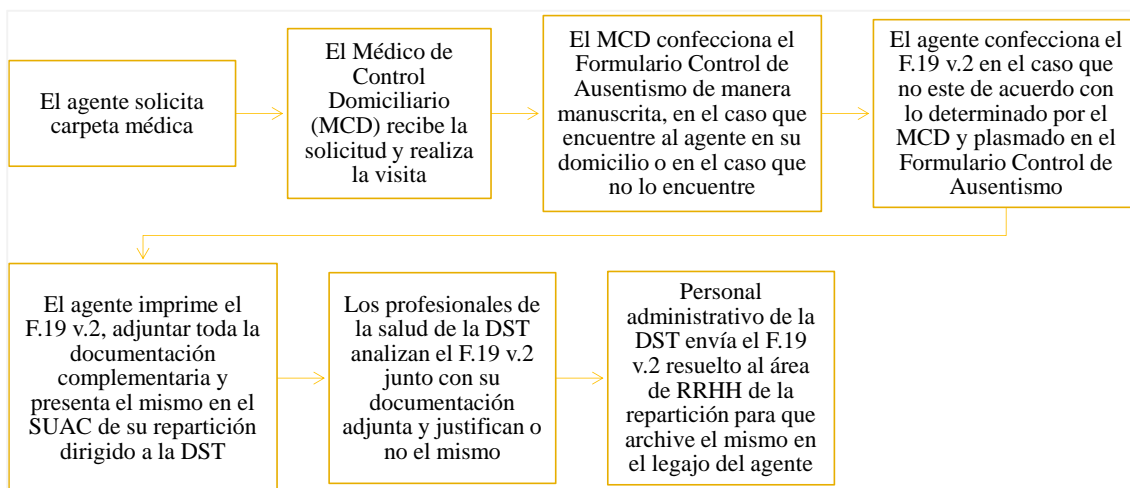 El agente solicita
carpeta médica
El Médico de
Control
Domiciliario
(MCD) recibe la
solicitud y realiza
la visita
El MCD confecciona el
Formulario Control de
Ausentismo de manera
manuscrita, en el caso que
encuentre al agente en su
domicilio o en el caso que
no lo encuentre
El agente confecciona el
F.19 v.2 en el caso que
no este de acuerdo con
lo determinado por el
MCD y plasmado en el
Formulario Control de
Ausentismo
El agente imprime el
F.19 v.2, adjuntar toda la
documentación
complementaria y
presenta el mismo en el
SUAC de su repartición
dirigido a la DST
Los profesionales de
la salud de la DST
analizan el F.19 v.2
junto con su
documentación
adjunta y justifican o
no el mismo
Personal
administrativo de la
DST envía el F.19
v.2 resuelto al área
de RRHH de la
repartición para que
archive el mismo en
el legajo del agente